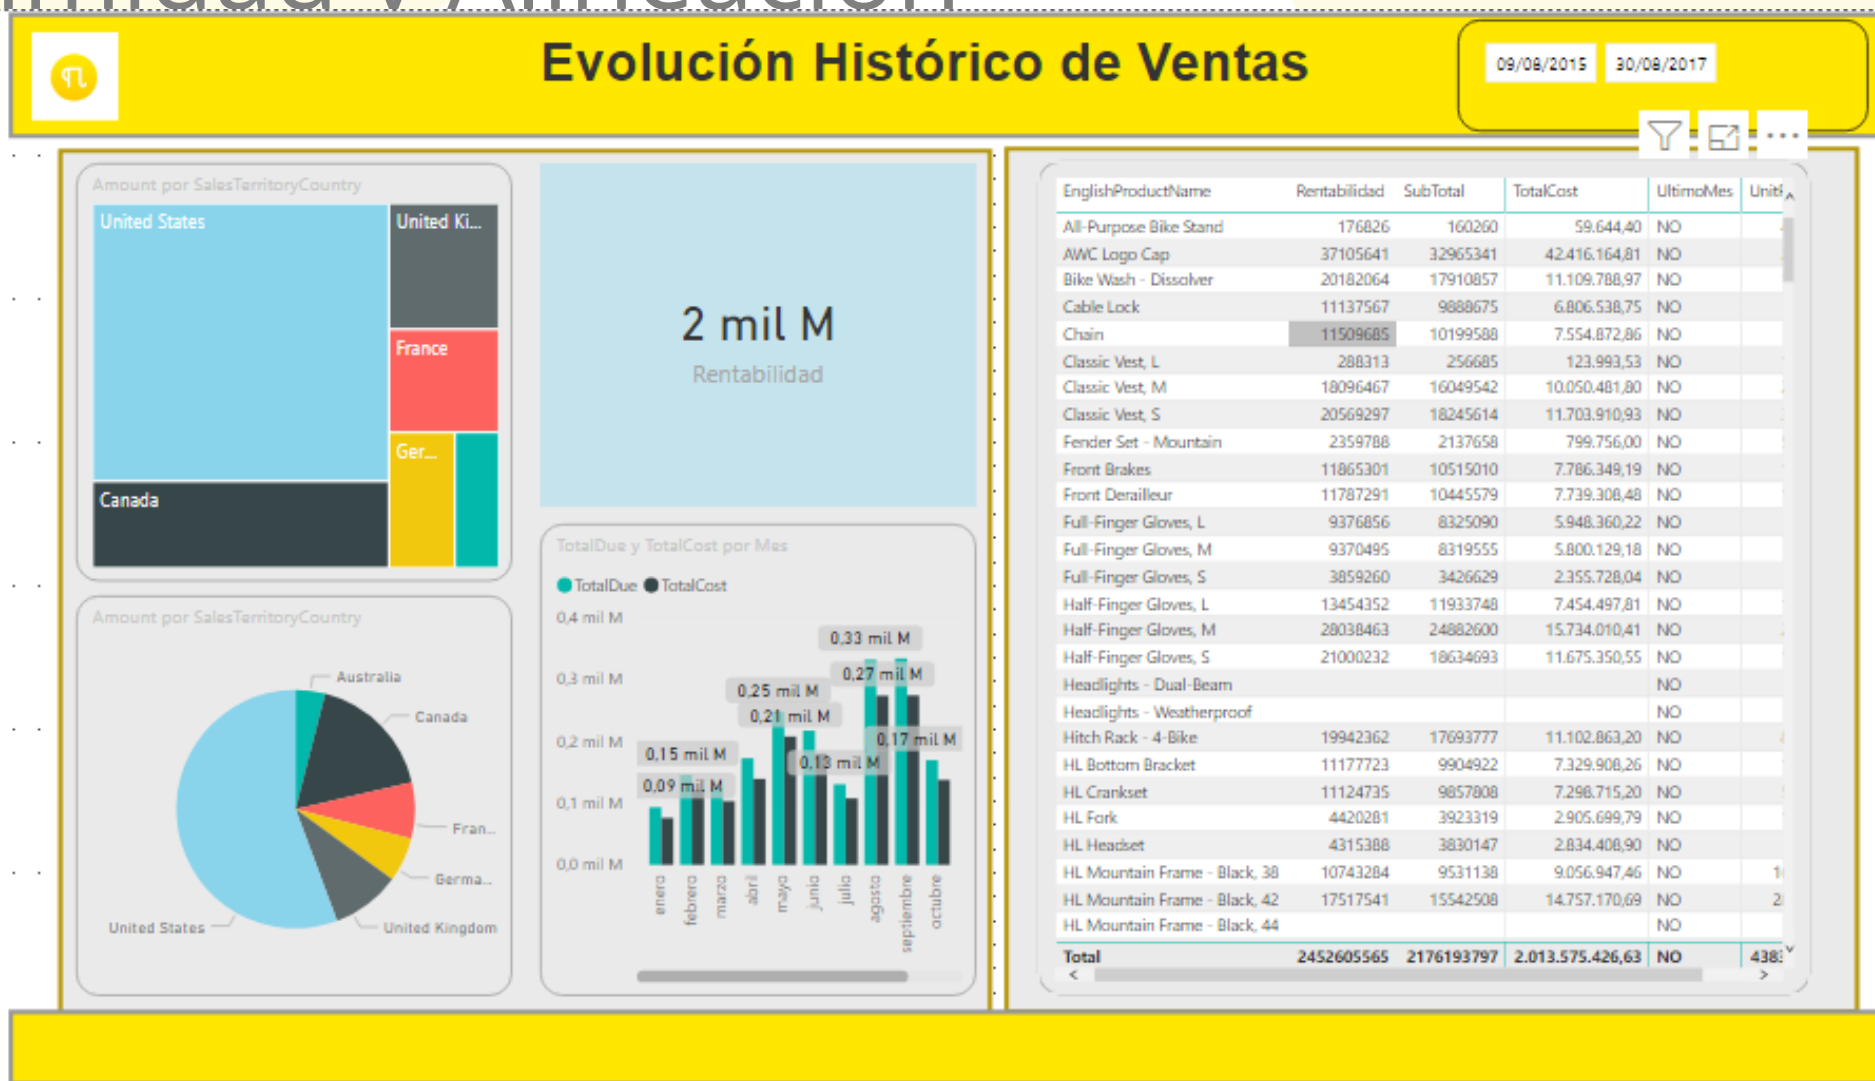 Evolución Histórico de Ventas
09/08/2015 30/08/2017
Amount por SalesTerritoryCountry
United States
United Ki...
France
Ger...
Canada
2 mil M
Rentabilidad
Amount por SalesTerritoryCountry
Australia
Canada
Fran...
Germa...
United States
United Kingdom
TotalDue y TotalCost por Mes
TotalDue TotalCost
0,4 mil M
0,3 mil M
0,2 mil M
0,1 mil M
0,0 mil M
0,33 mil M
0,27 mil M
0,25 mil M
0,21 mil M
0,17 mil M
0,15 mil M
0,13 mil M
0,09 mil M
enero
febrero
marzo
abril
mayo
junio
julio
agosto
septiembre
octubre
EnglishProductName Rentabilidad SubTotal TotalCost UltimoMes
All-Purpose Bike Stand 176826 160260 59.644,40 NO
AWC Logo Cap 37105641 32965341 42.416.164,81 NO
Bike Wash - Dissolver 20182064 17910857 11.109.788,97 NO
Cable Lock 11137567 9888675 6.806.538,75 NO
Chain 11509685 10199588 7.554.872,86 NO
Classic Vest, L 288313 256685 123.993,53 NO
Classic Vest, M 18096467 16049542 10.050.481,80 NO
Classic Vest, S 20569297 18245614 11.703.910,93 NO
Fender Set - Mountain 2359788 2137658 799.756,00 NO
Front Brakes 11865301 10515010 7.786.349,19 NO
Front Derailleur 11787291 10445579 7.739.308,48 NO
Full-Finger Gloves, L 9376856 8325090 5.948.360,22 NO
Full-Finger Gloves, M 9370495 8319555 5.800.129,18 NO
Full-Finger Gloves, S 3859260 3426629 2.355.728,04 NO
Half-Finger Gloves, L 13454352 11933748 7.454.497,81 NO
Half-Finger Gloves, M 28038463 24882600 15.734.010,41 NO
Half-Finger Gloves, S 21000232 18634693 11.675.350,55 NO
Headlights - Dual-Beam NO
Headlights - Weatherproof NO
Hitch Rack - 4-Bike 19942362 17693777 11.102.863,20 NO
HL Bottom Bracket 11177723 9904922 7.329.908,26 NO
HL Crankset 11124735 9857808 7.298.715,20 NO
HL Fork 4420281 3923319 2.905.699,79 NO
HL Headset 4315388 3830147 2.834.408,90 NO
HL Mountain Frame - Black, 38 10743284 9531138 9.056.947,46 NO
HL Mountain Frame - Black, 42 17517541 15542508 14.757.170,69 NO
HL Mountain Frame - Black, 44 NO
Total 2452605565 2176193797 2.013.575.426,63 NO